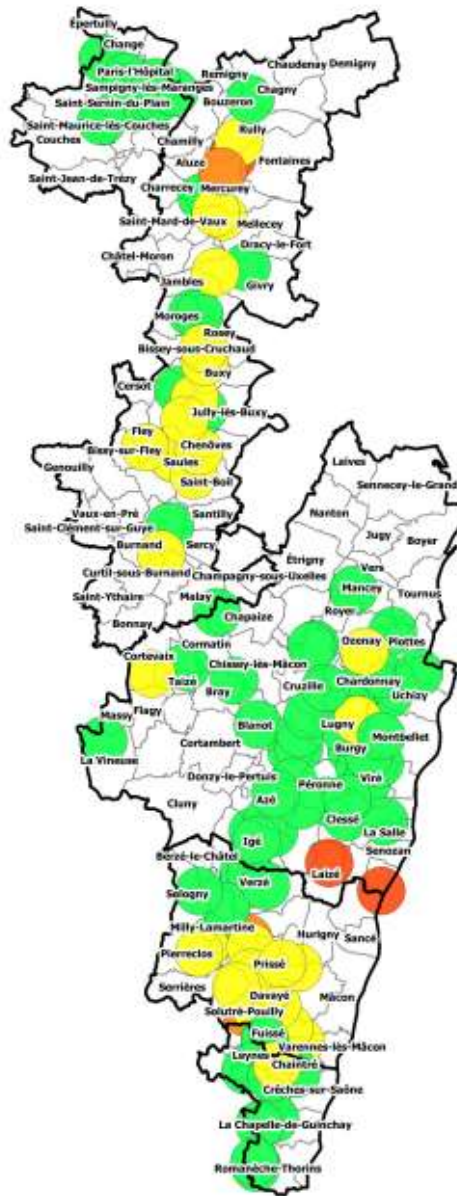 Épertully
Change
Paris-l'Hôpital
Sampigny-lès-Maranges
Saint-Sernin-du-Plain
Saint-Maurice-lès-Couches
Couches
Saint-Jean-de-Trézy
Chaudenay Demigny
Remigny
Chagny
Bouzeron
Rully
Chamilly
Aluze
Fontaines
Charrecey
Mercurey
Saint-Mard-de-Vaux
Mellecey
Dracy-le-Fort
Châtel-Moron
Jambles
Givry
Moroges
Rosey
Bissey-sous-Cruchaud
Buxy
Cersot
Jully-lès-Buxy
Fley
Chenôves
Bissy-sur-Fley
Saules
Genouilly
Saint-Boil
Laives
Sennecey-le-Grand
Vaux-en-Pré
Santilly
Nanton
Saint-Clément-sur-Guye
Jugy
Boyer
Burnand
Sercy
Étrigny
Vers
Curtil-sous-Burnand
Champagny-sous-Uxelles
Mancey
Tournus
Saint-Ythaire
Malay
Royer
Bonnay
Chapaize
Ozenay
Plottes
Cormatin
Cortevaix
Chissey-lès-Mâcon
Chardonnay
Taizé
Bray
Cruzille
Uchizy
Massy
Flagy
Blanot
Lugny
Montbellet
La Vineuse
Cortambert
Burgy
Donzy-le-Pertuis
Péronne
Viré
Cluny
Azé
Clessé
La Salle
Igé
Senozan
Berzé-le-Châtel
Laizé
Verzé
Sologny
Milly-Lamartine
Hurigny
Sancé
Pierreclos
Prissé
Serrières
Davayé
Mâcon
Solutré-Pouilly
Fuissé
Varennes-lès-Mâcon
Leynes
Chaintré
Crêches-sur-Saône
La Chapelle-de-Guinchay
Romanèche-Thorins